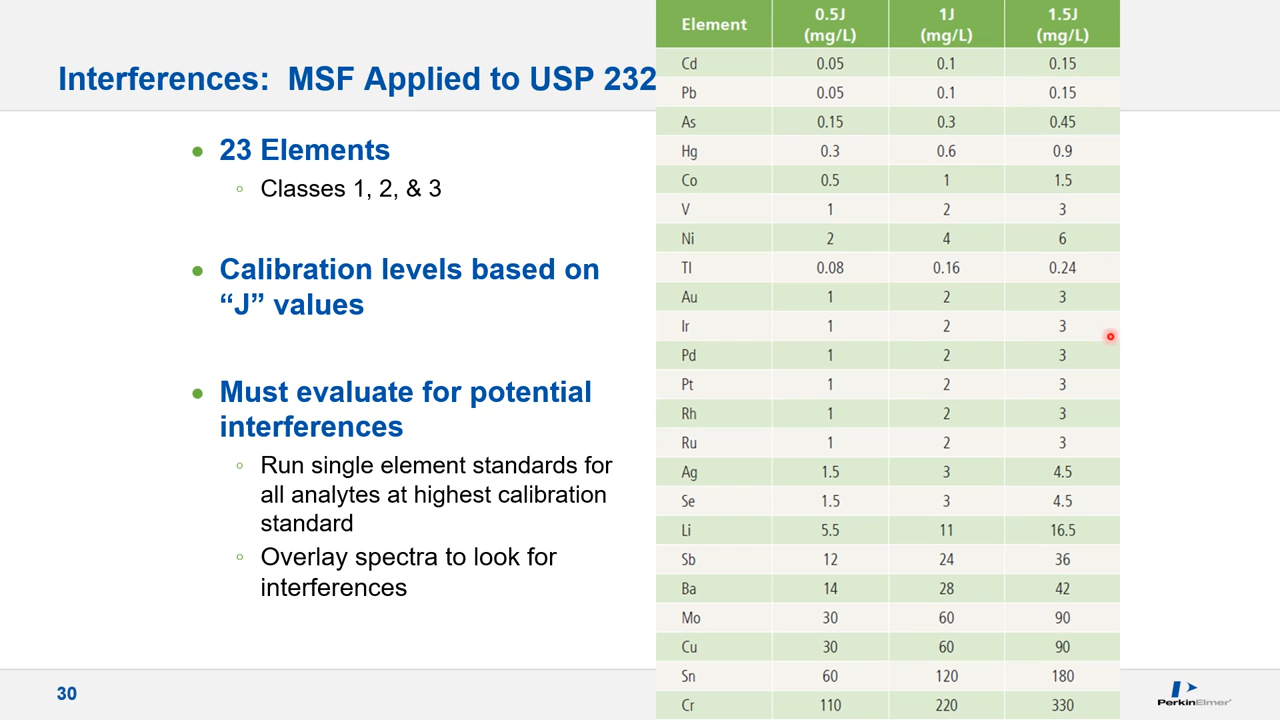 Interferences:  MSF Applied to USP 232
• 23 Elements
◦ Classes 1, 2, & 3
• Calibration levels based on
“J” values
• Must evaluate for potential
interferences
◦ Run single element standards for
all analytes at highest calibration
standard
◦ Overlay spectra to look for
interferences
Element 0.5J (mg/L) 1J (mg/L) 1.5J (mg/L)
Cd 0.05 0.1 0.15
Pb 0.05 0.1 0.15
As 0.15 0.3 0.45
Hg 0.3 0.6 0.9
Co 0.5 1 1.5
V 1 2 3
Ni 2 4 6
Tl 0.08 0.16 0.24
Au 1 2 3
Ir 1 2 3
Pd 1 2 3
Pt 1 2 3
Rh 1 2 3
Ru 1 2 3
Ag 1.5 3 4.5
Se 1.5 3 4.5
Li 5.5 11 16.5
Sb 12 24 36
Ba 14 28 42
Mo 30 60 90
Cu 30 60 90
Sn 60 120 180
Cr 110 220 330
30
PerkinElmer